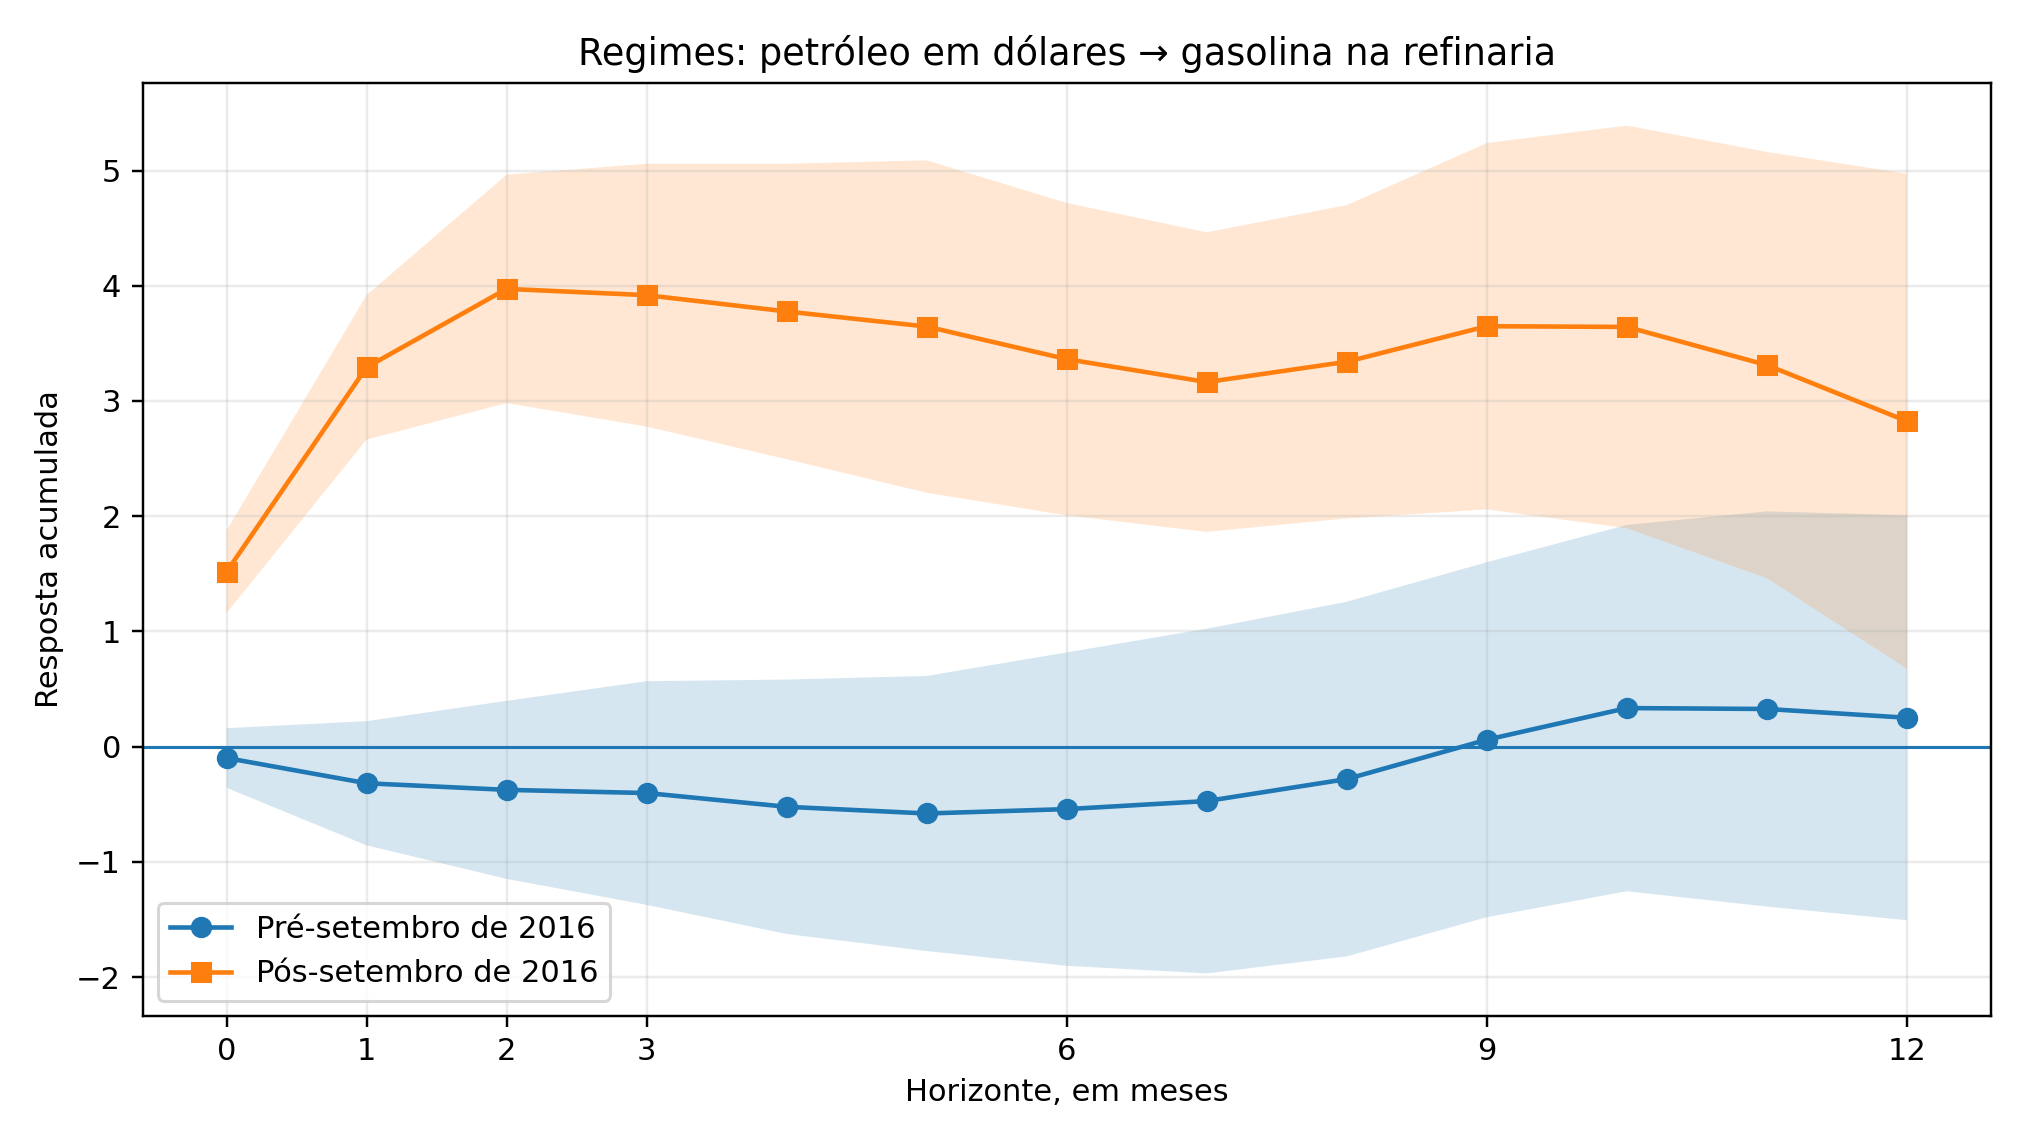 Regimes: petróleo em dólares → gasolina na refinaria
Resposta acumulada
5
4
3
2
1
0
−1
−2
Pré-setembro de 2016
Pós-setembro de 2016
0 1 2 3 6 9 12
Horizonte, em meses